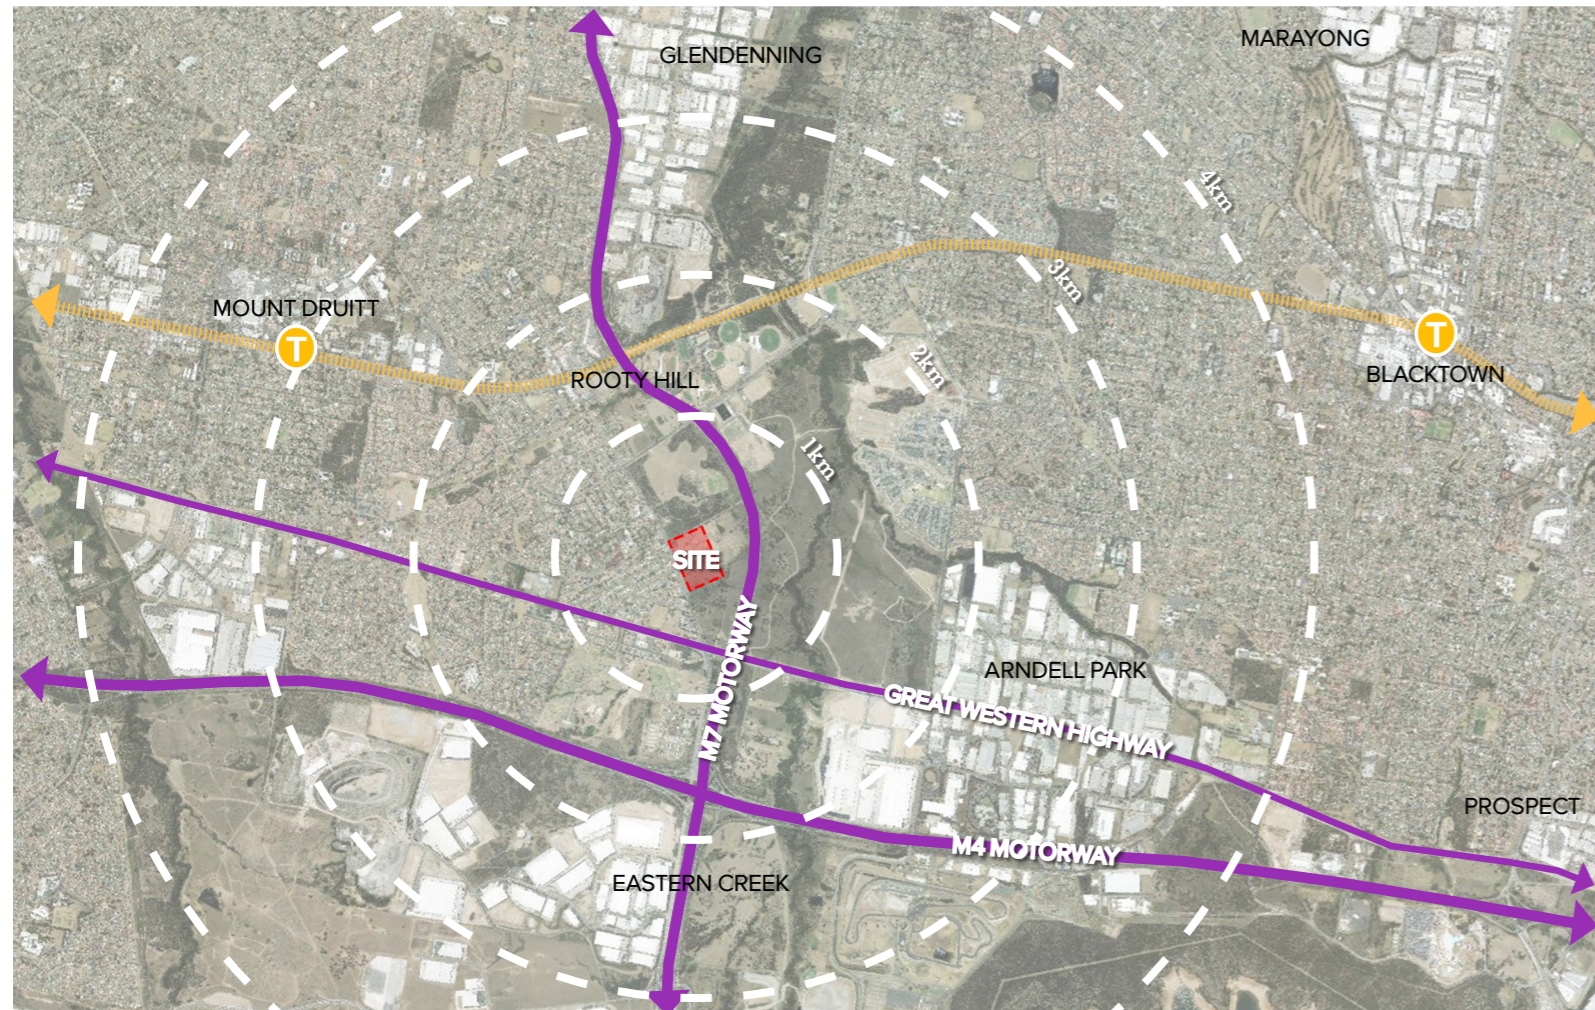 MARAYONG
GLENDENNING
4km
3km
MOUNT DRUITT
T
T
2km
BLACKTOWN
ROOTY HILL
1km
SITE
M7 MOTORWAY
ARNDELL PARK
GREAT WESTERN HIGHWAY
PROSPECT
M4 MOTORWAY
EASTERN CREEK